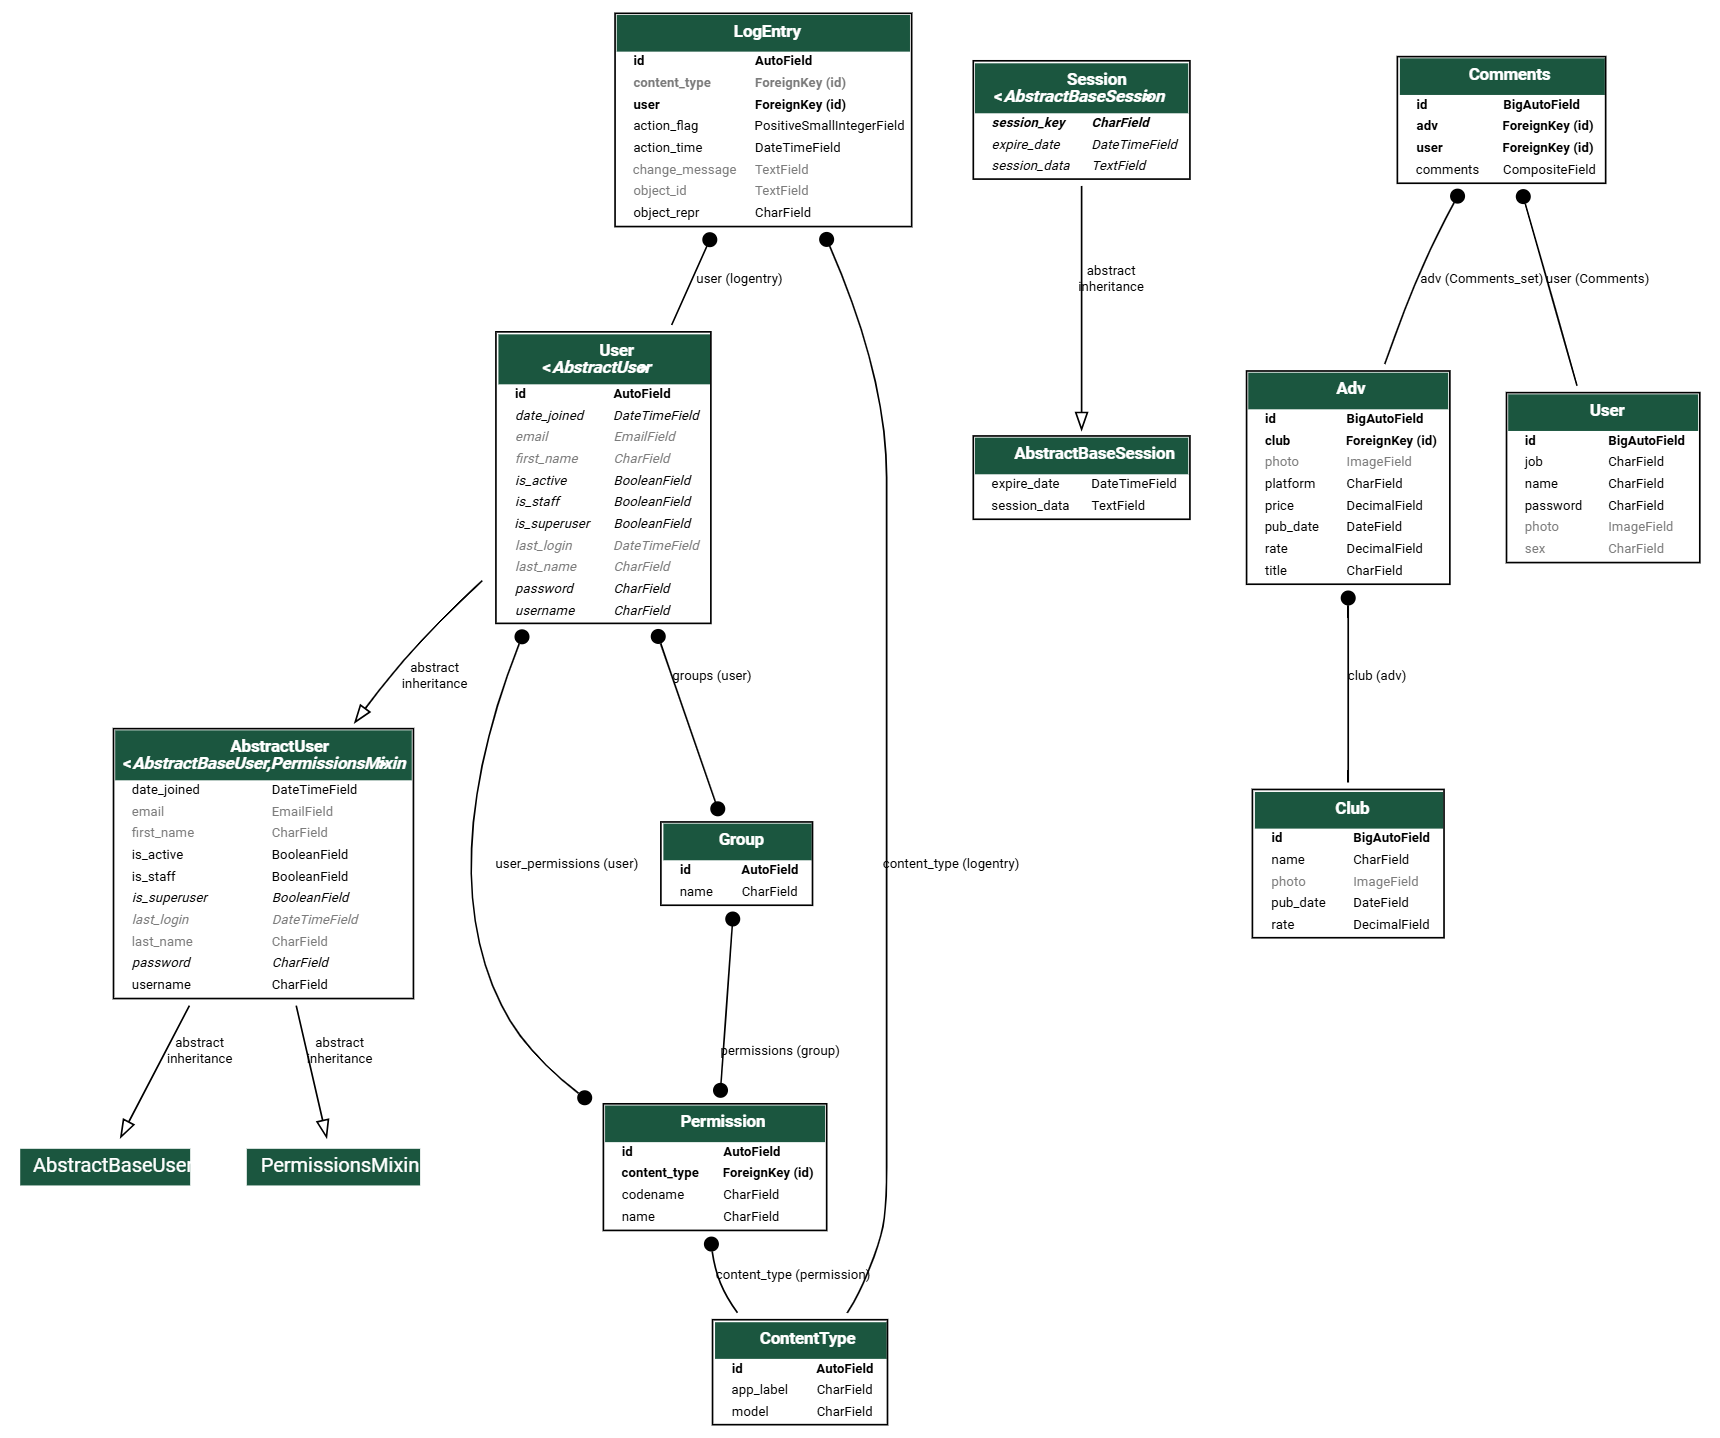 LogEntry
id AutoField
content_type ForeignKey (id)
user ForeignKey (id)
action_flag PositiveSmallIntegerField
action_time DateTimeField
change_message TextField
object_id TextField
object_repr CharField
Session
<AbstractBaseSession>
session_key CharField
expire_date DateTimeField
session_data TextField
Comments
id BigAutoField
adv ForeignKey (id)
user ForeignKey (id)
comments CompositeField
user (logentry)
abstract
inheritance
adv (Comments_set)
user (Comments)
User
<AbstractUser>
id AutoField
date_joined DateTimeField
email EmailField
first_name CharField
is_active BooleanField
is_staff BooleanField
is_superuser BooleanField
last_login DateTimeField
last_name CharField
password CharField
username CharField
AbstractBaseSession
expire_date DateTimeField
session_data TextField
Adv
id BigAutoField
club ForeignKey (id)
photo ImageField
platform CharField
price DecimalField
pub_date DateField
rate DecimalField
title CharField
User
id BigAutoField
job CharField
name CharField
password CharField
photo ImageField
sex CharField
abstract
inheritance
groups (user)
club (adv)
AbstractUser
<AbstractBaseUser,PermissionsMixin>
date_joined DateTimeField
email EmailField
first_name CharField
is_active BooleanField
is_staff BooleanField
is_superuser BooleanField
last_login DateTimeField
last_name CharField
password CharField
username CharField
user_permissions (user)
Group
id AutoField
name CharField
content_type (logentry)
Club
id BigAutoField
name CharField
photo ImageField
pub_date DateField
rate DecimalField
abstract
inheritance
abstract
inheritance
permissions (group)
AbstractBaseUser
PermissionsMixin
Permission
id AutoField
content_type ForeignKey (id)
codename CharField
name CharField
content_type (permission)
ContentType
id AutoField
app_label CharField
model CharField